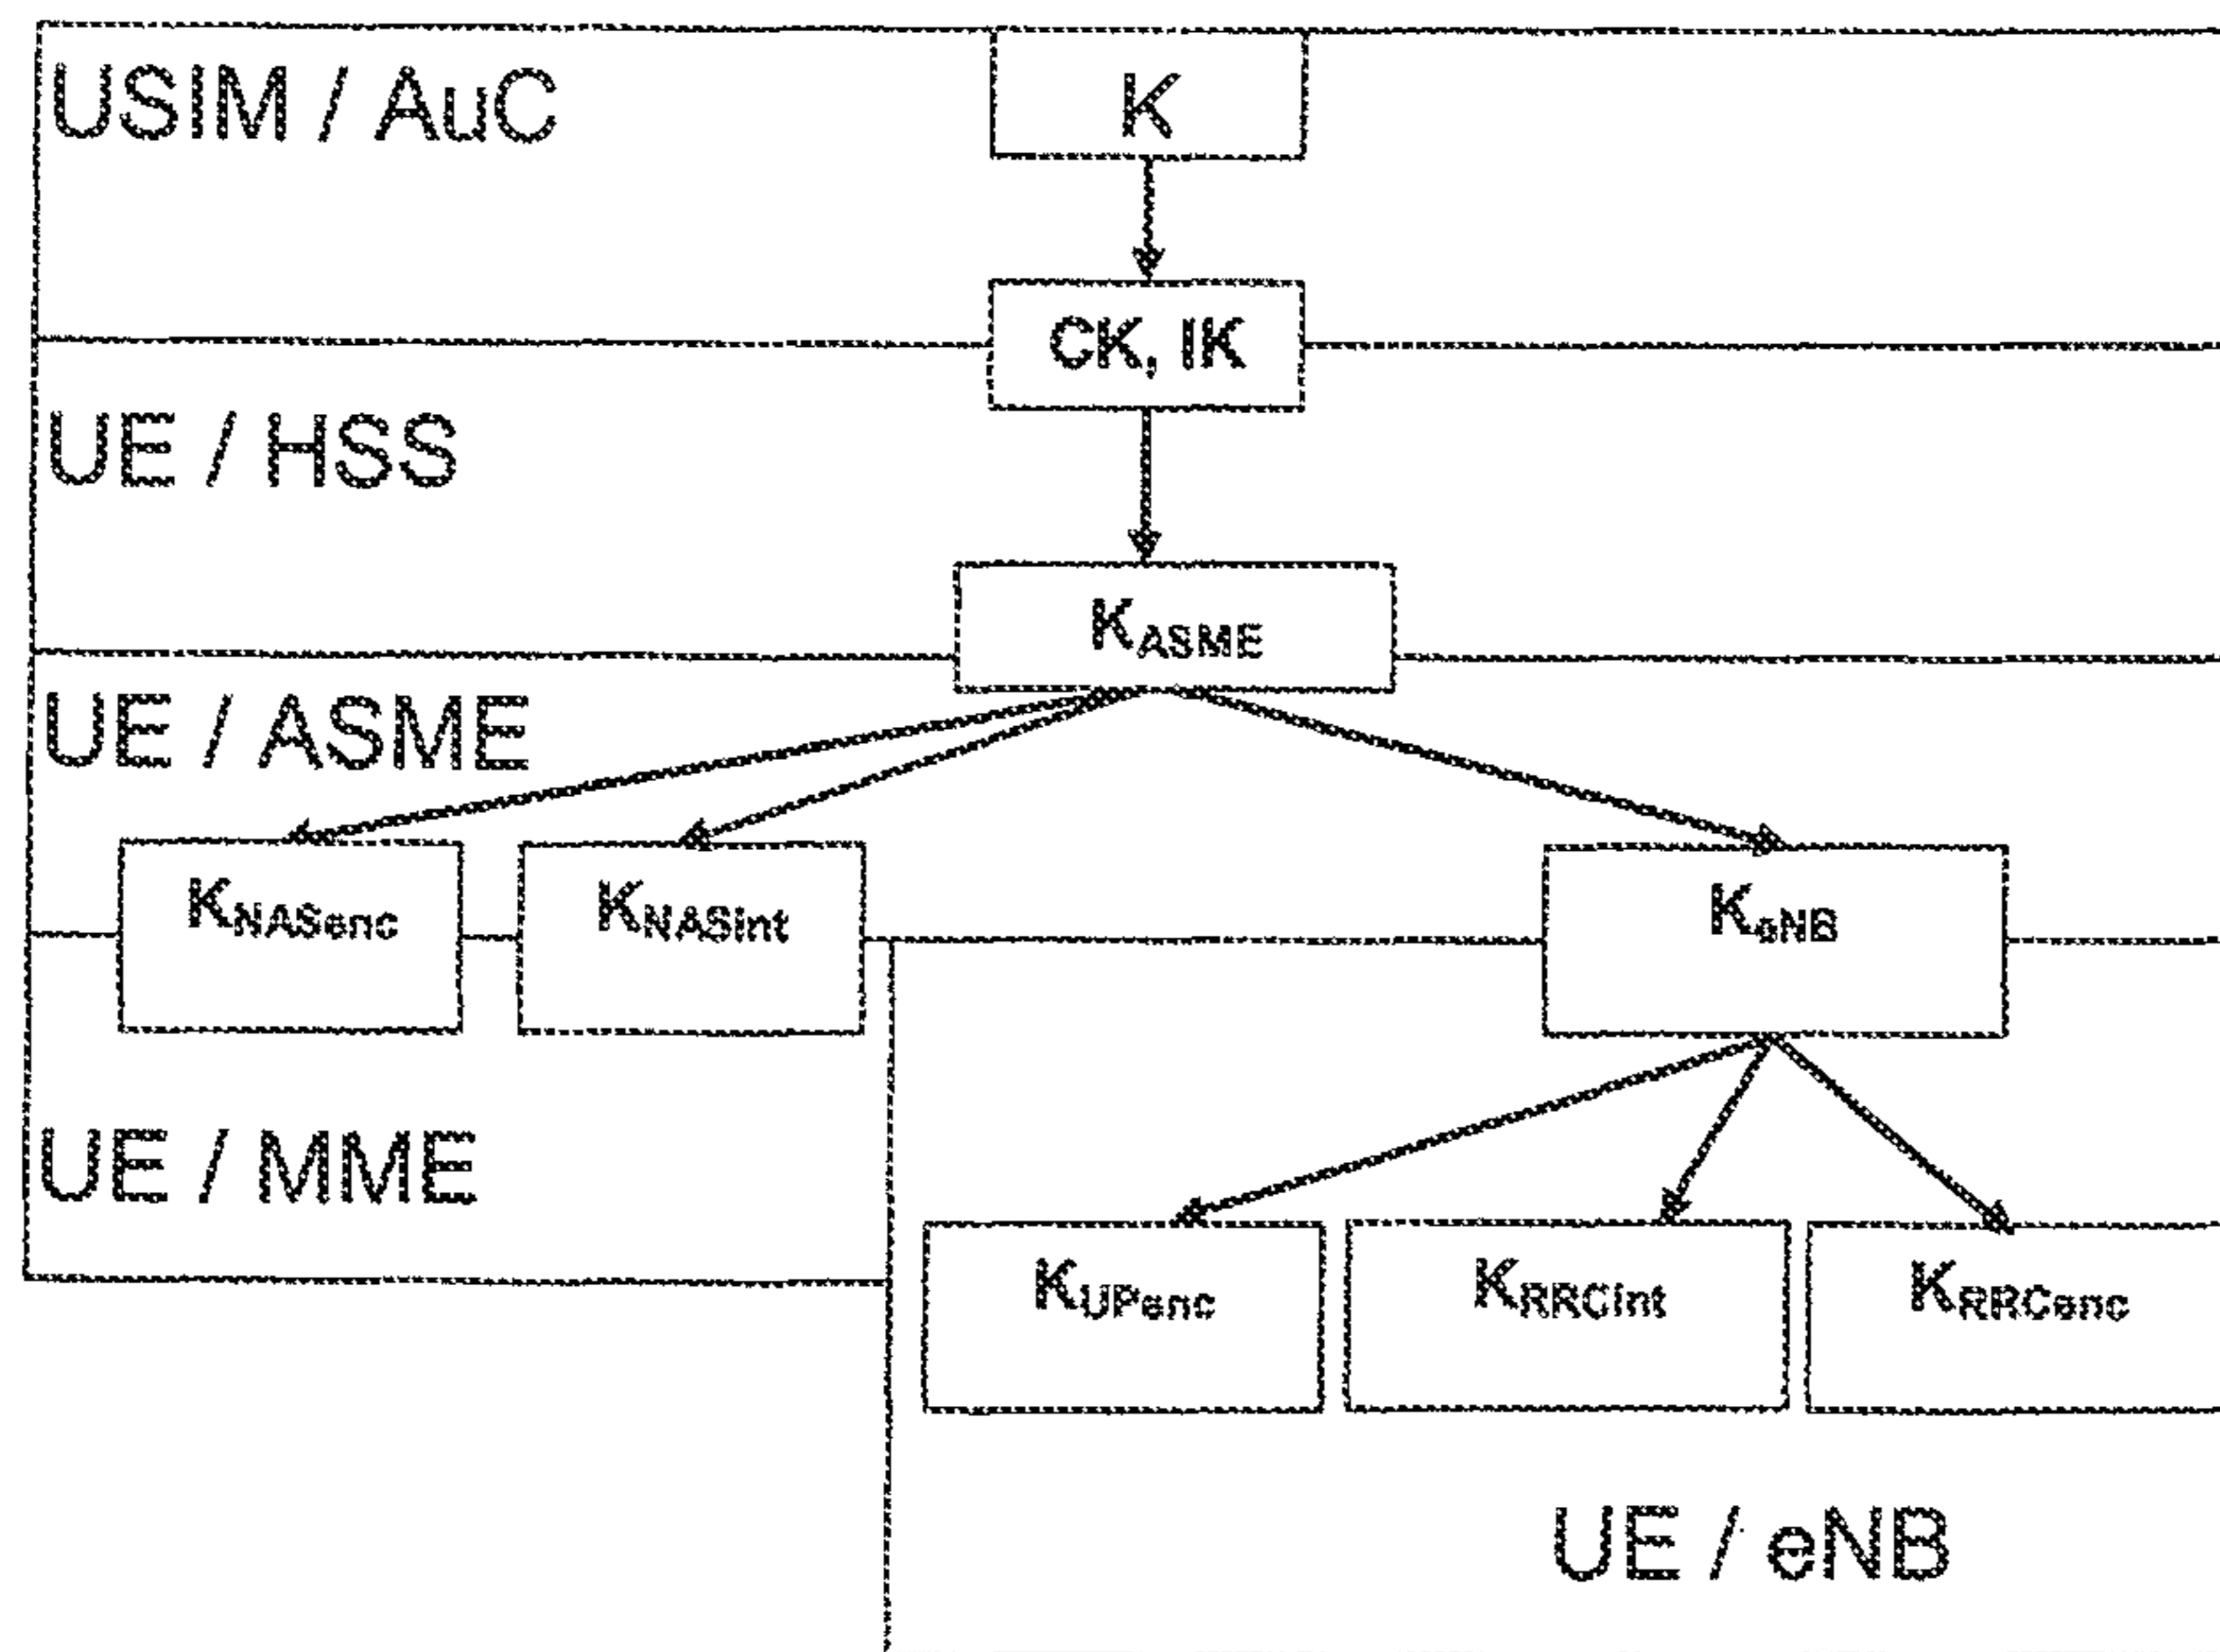 USIM / AuC
K
CK, IK
UE / HSS
KASME
UE / ASME
KNASenc
KNASint
KeNB
UE / MME
KUPenc
KRRCint
KRRCenc
UE / eNB